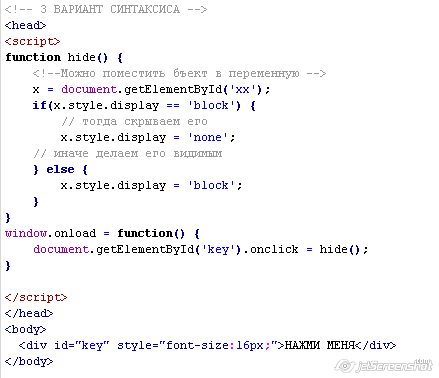 <!-- 3 ВАРИАНТ СИНТАКСИСА -->
<head>
<script>
function hide() {
    <!--Можно поместить бъект в переменную -->
    x = document.getElementById('xx');
    if(x.style.display == 'block') {
        // тогда скрываем его
        x.style.display = 'none';
    // иначе делаем его видимым
    } else {
        x.style.display = 'block';
    }
}
window.onload = function() {
    document.getElementById('key').onclick = hide();
}

</script>
</head>
<body>
  <div id="key" style="font-size:16px;">НАЖМИ МЕНЯ</div>
</body>
jetScreenshot